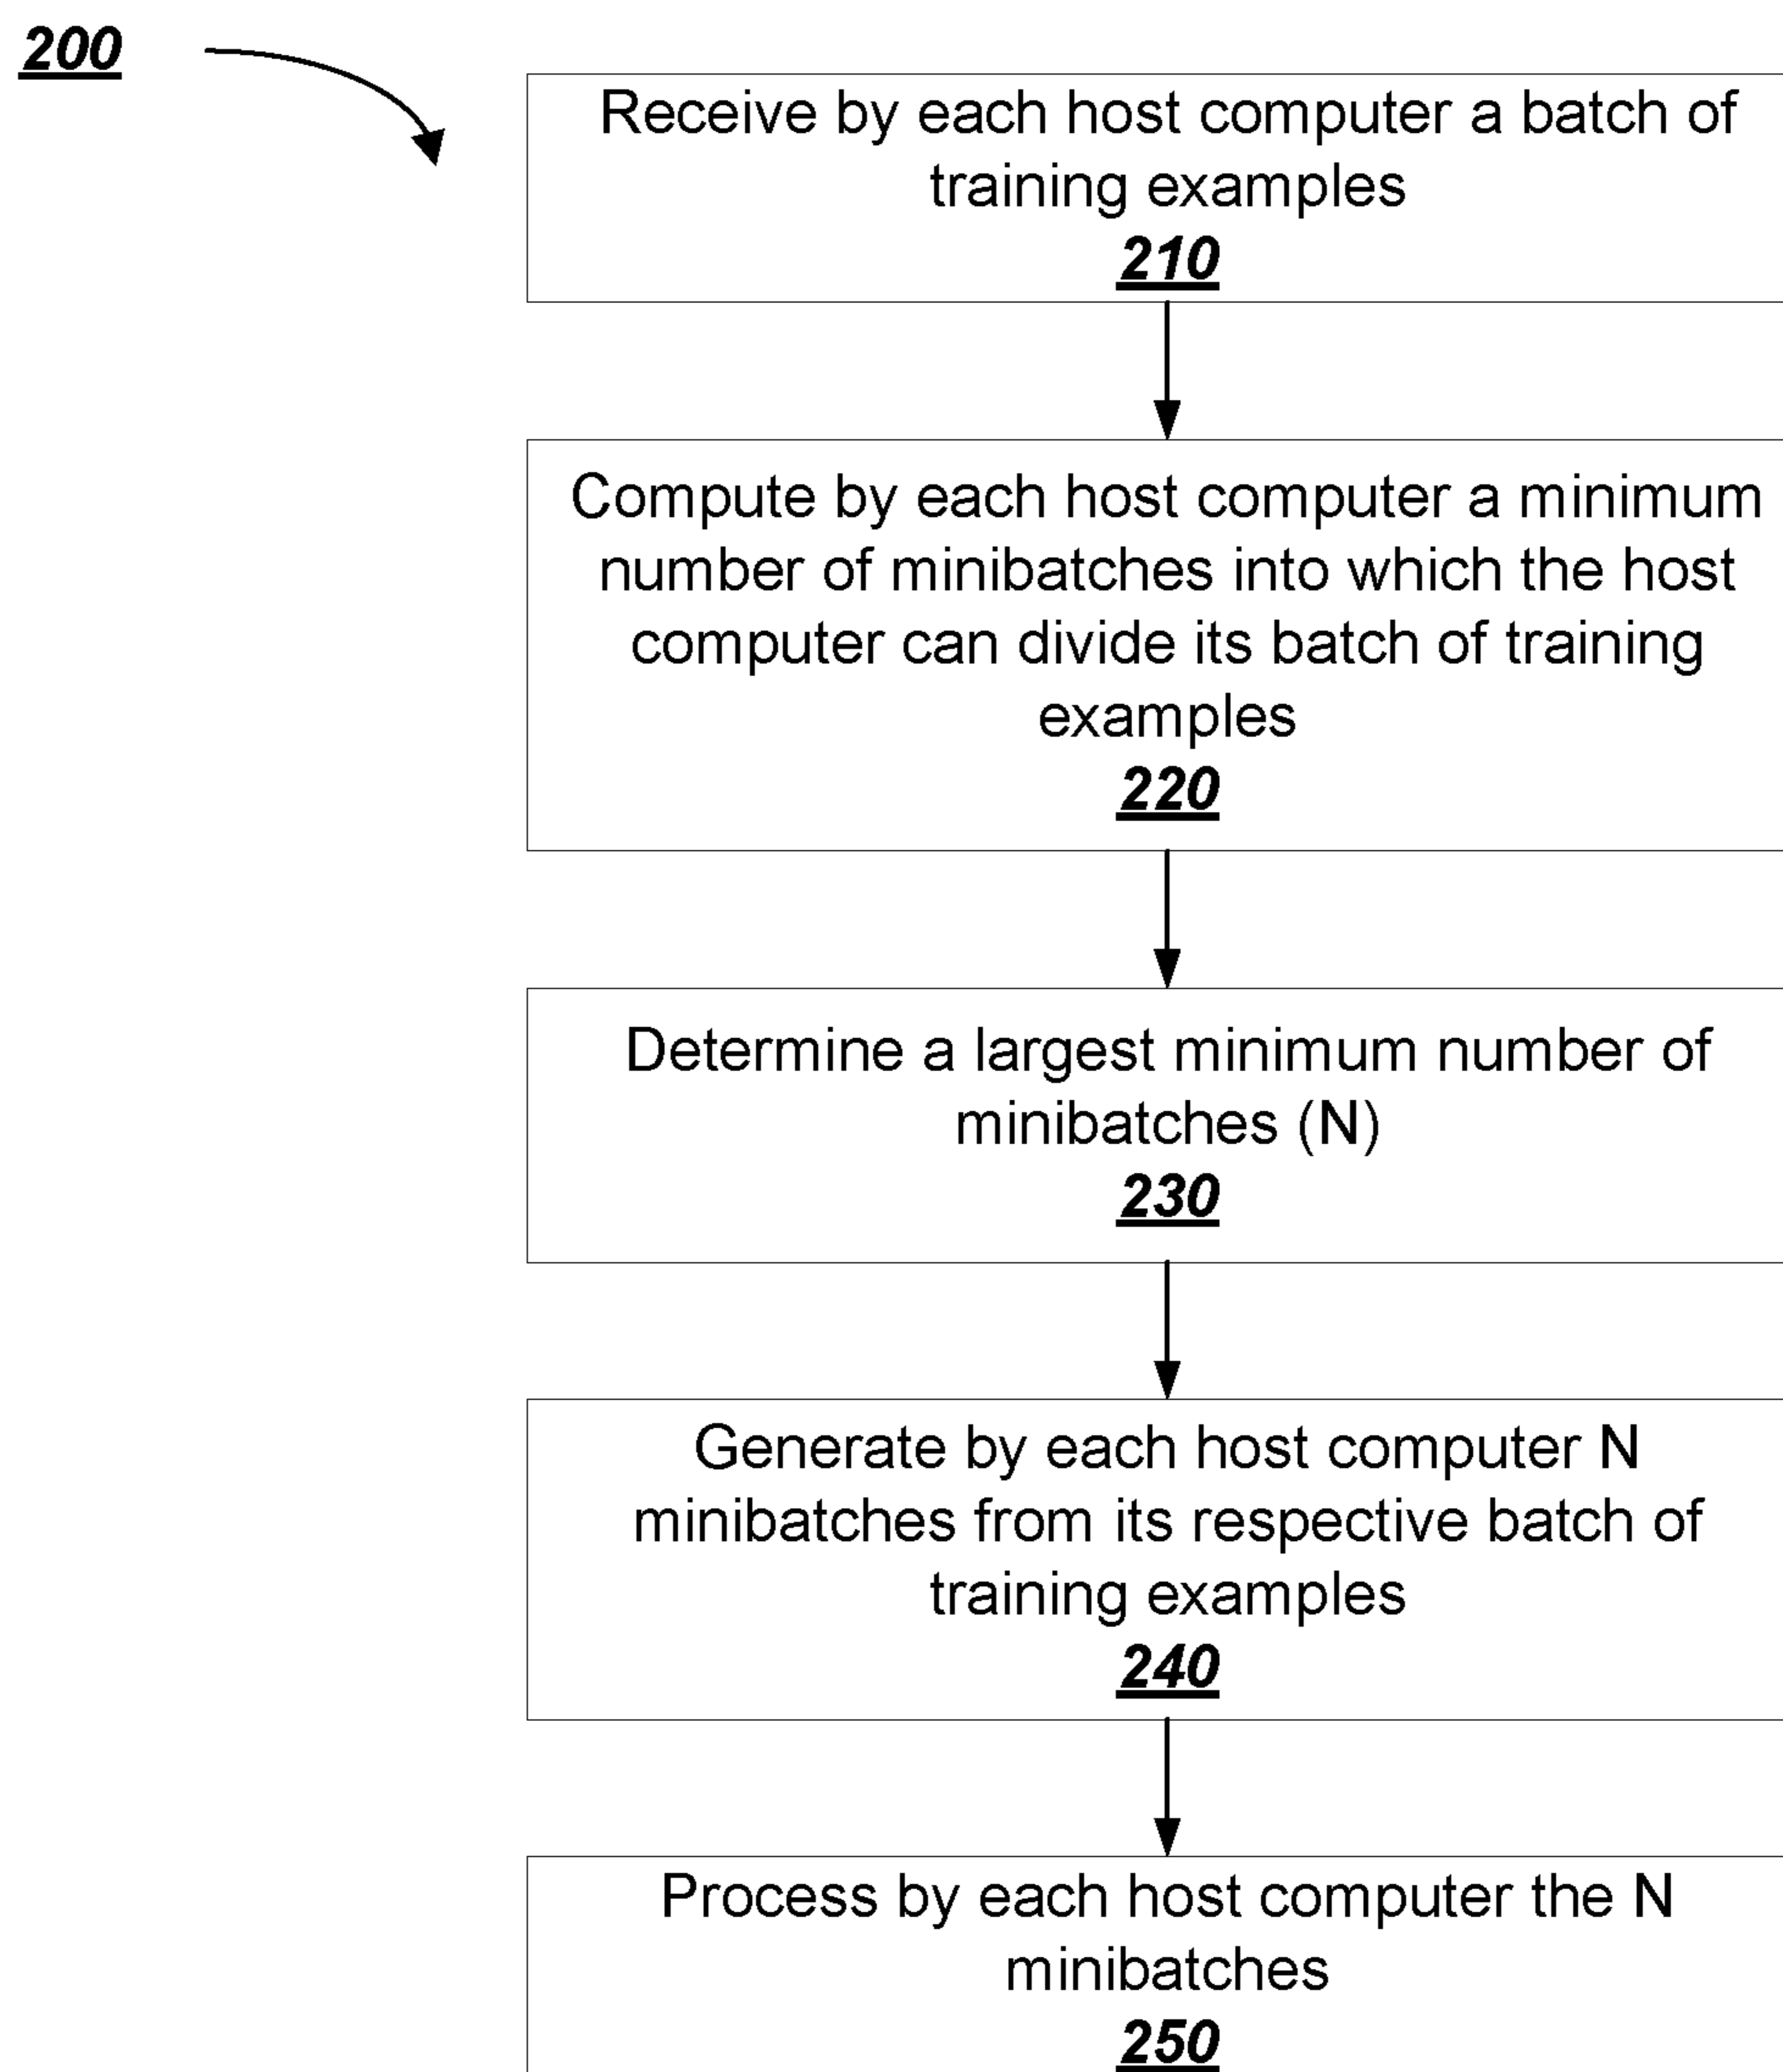 200
Receive by each host computer a batch of
training examples
210
Compute by each host computer a minimum
number of minibatches into which the host
computer can divide its batch of training
examples
220
Determine a largest minimum number of
minibatches (N)
230
Generate by each host computer N
minibatches from its respective batch of
training examples
240
Process by each host computer the N
minibatches
250